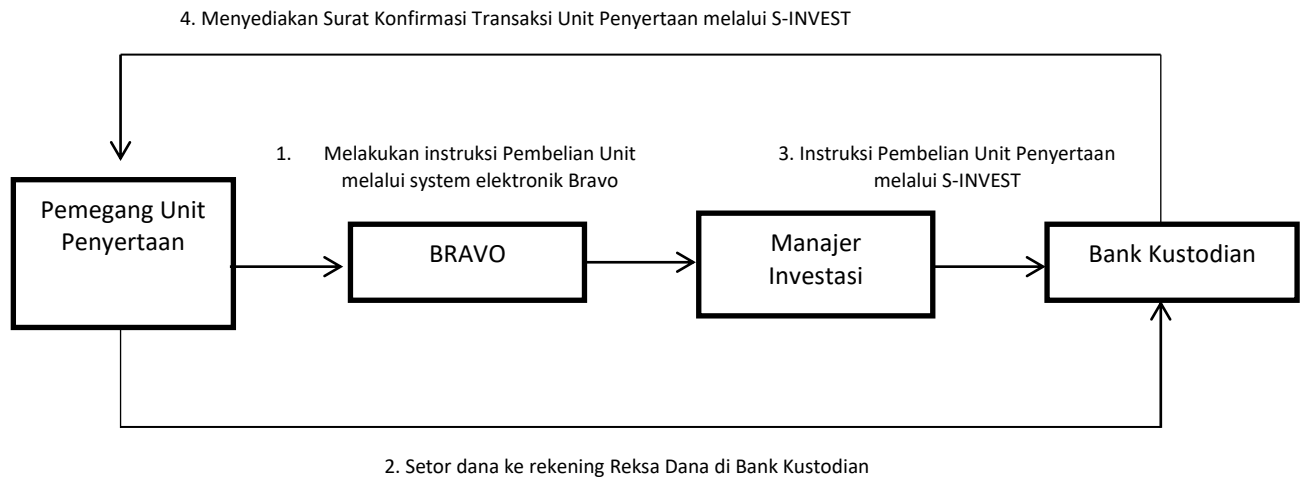 4. Menyediakan Surat Konfirmasi Transaksi Unit Penyertaan melalui S-INVEST
1. Melakukan instruksi Pembelian Unit
melalui system elektronik Bravo
3. Instruksi Pembelian Unit Penyertaan
melalui S-INVEST
Pemegang Unit
Penyertaan
BRAVO
Manajer
Investasi
Bank Kustodian
2. Setor dana ke rekening Reksa Dana di Bank Kustodian